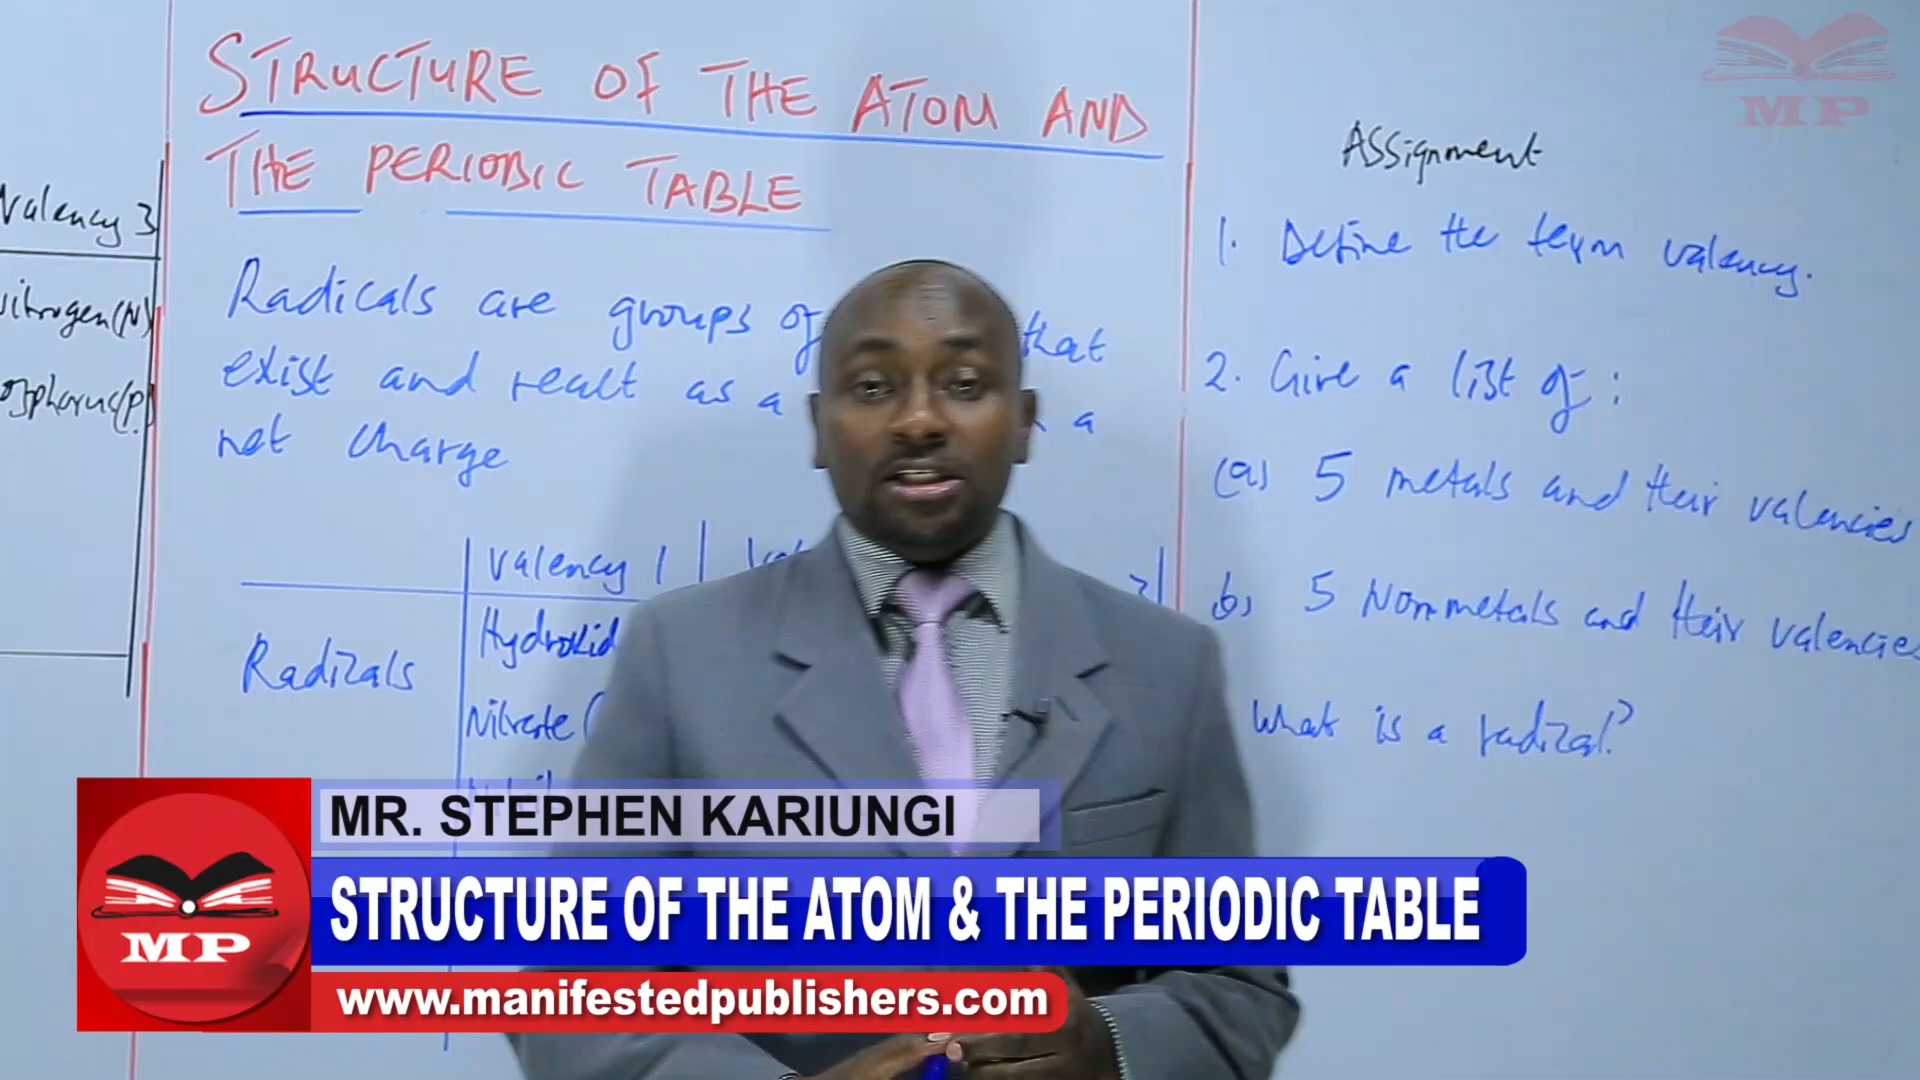 STRUCTURE OF THE ATOM AND
THE PERIODIC TABLE
Radicals are groups of that
exist and react as a a
net charge
valency 1
Radicals
Hydroxid
Nitrate (
valency 3
Nitrogen(N)
osphorus(P)
Assignment
1. Define the term valency.
2. Give a list of:
(a) 5 metals and their valencies
b) 5 Nonmetals and their valencies
What is a radical?
MP
MR. STEPHEN KARIUNGI
STRUCTURE OF THE ATOM & THE PERIODIC TABLE
www.manifestedpublishers.com
MP